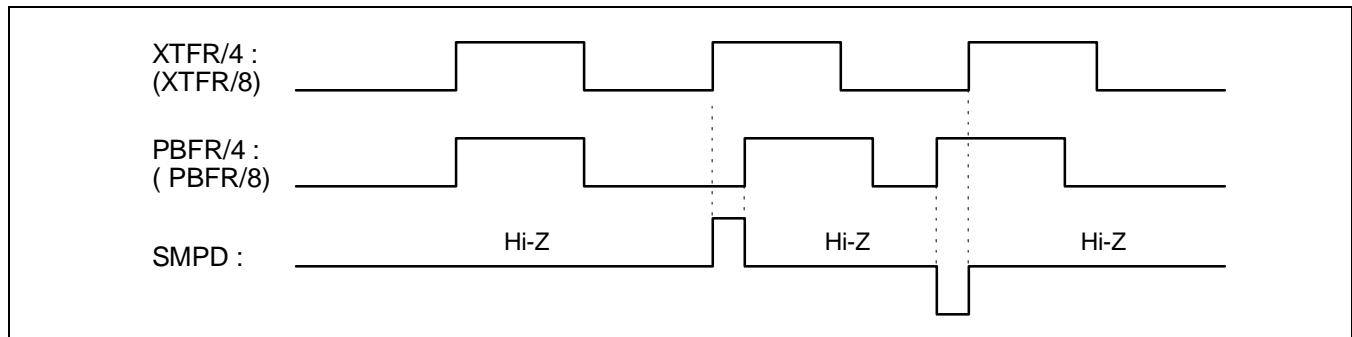 XTFR/4 :
(XTFR/8)
PBFR/4 :
( PBFR/8)
SMPD :
Hi-Z
Hi-Z
Hi-Z